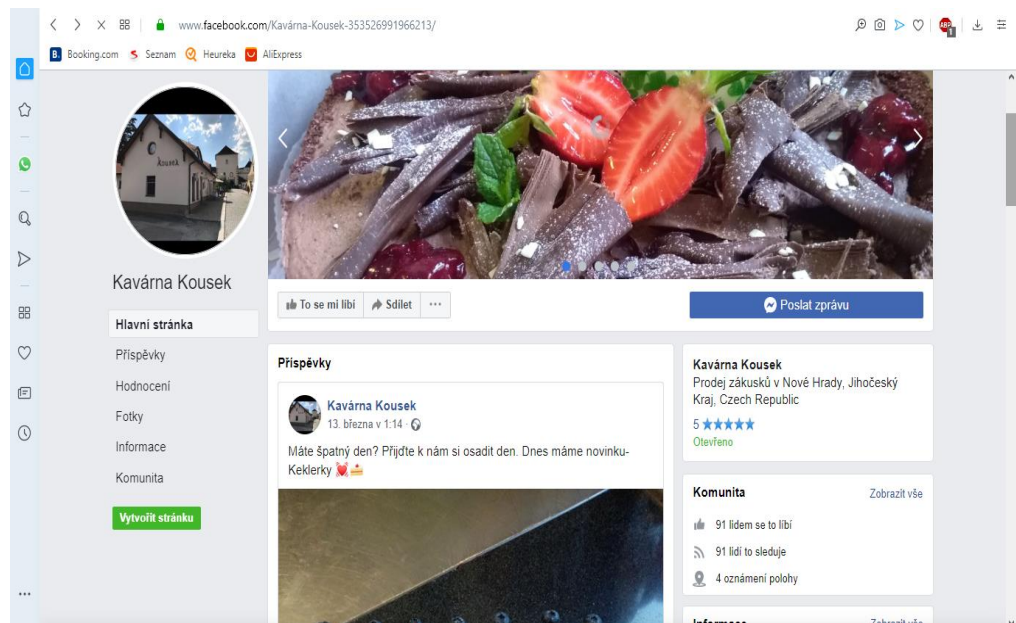 www.facebook.com/Kavárna-Kousek-353526991966213/
ABP
1
B. Booking.com
Seznam
Heureka
AliExpress
Kousek
Kavárna Kousek
To se mi líbí
Sdílet
Poslat zprávu
Hlavní stránka
Příspěvky
Hodnocení
Fotky
Informace
Komunita
Vytvořit stránku
Příspěvky
Kavárna Kousek
13. března v 1:14 ·
Máte špatný den? Přijďte k nám si osadit den. Dnes máme novinku-
Keklerky
Kavárna Kousek
Prodej zákusků v Nové Hrady, Jihočeský
Kraj, Czech Republic
5 ★★★★★
Otevřeno
Komunita
Zobrazit vše
91 lidem se to líbí
91 lidí to sleduje
4 oznámení polohy
Informace
Zobrazit vše